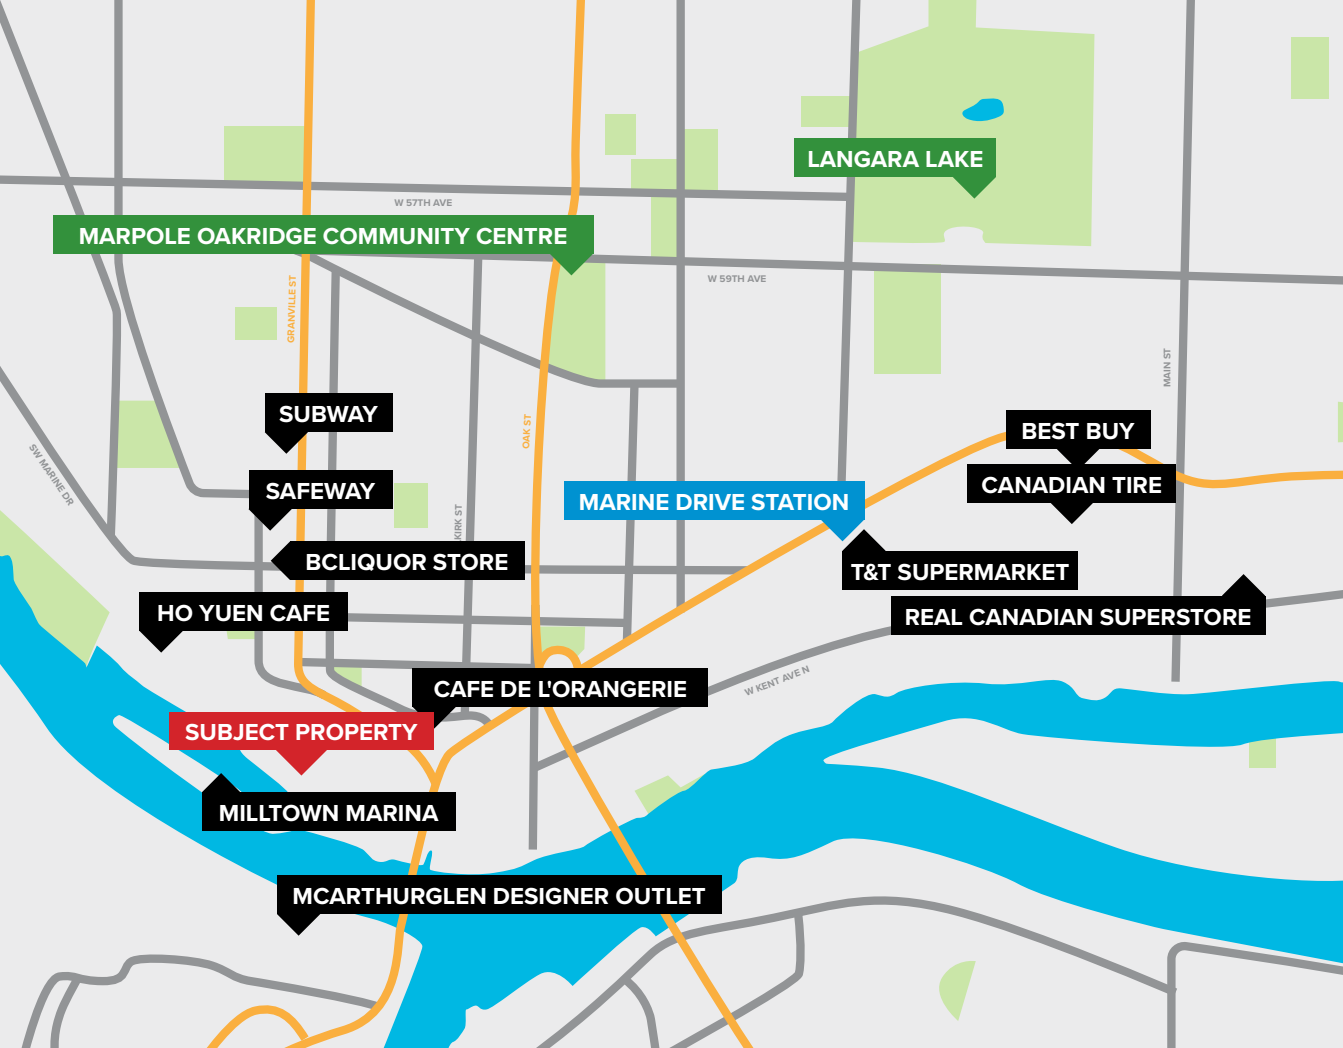 LANGARA LAKE
W 57TH AVE
MARPOLE OAKRIDGE COMMUNITY CENTRE
W 59TH AVE
GRANVILLE ST
MAIN ST
SUBWAY
OAK ST
BEST BUY
SW MARINE DR
SAFEWAY
CANADIAN TIRE
MARINE DRIVE STATION
KIRK ST
BCLIQUOR STORE
T&T SUPERMARKET
HO YUEN CAFE
REAL CANADIAN SUPERSTORE
W KENT AVE N
CAFE DE L'ORANGERIE
SUBJECT PROPERTY
MILLTOWN MARINA
MCARTHURGLEN DESIGNER OUTLET